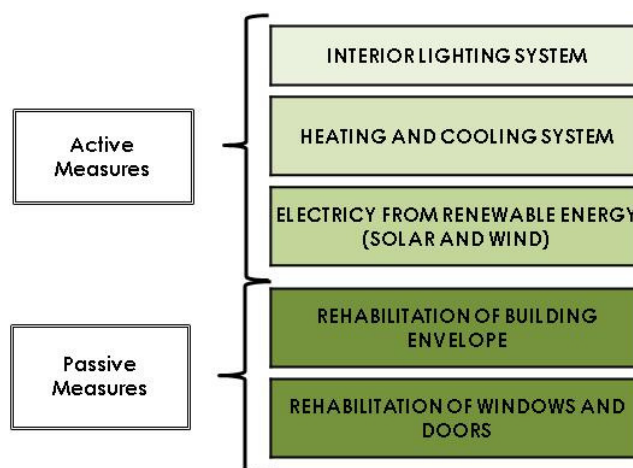 INTERIOR LIGHTING SYSTEM
Active
Measures
HEATING AND COOLING SYSTEM
ELECTRICY FROM RENEWABLE ENERGY
(SOLAR AND WIND)
REHABILITATION OF BUILDING
ENVELOPE
Passive
Measures
REHABILITATION OF WINDOWS AND
DOORS